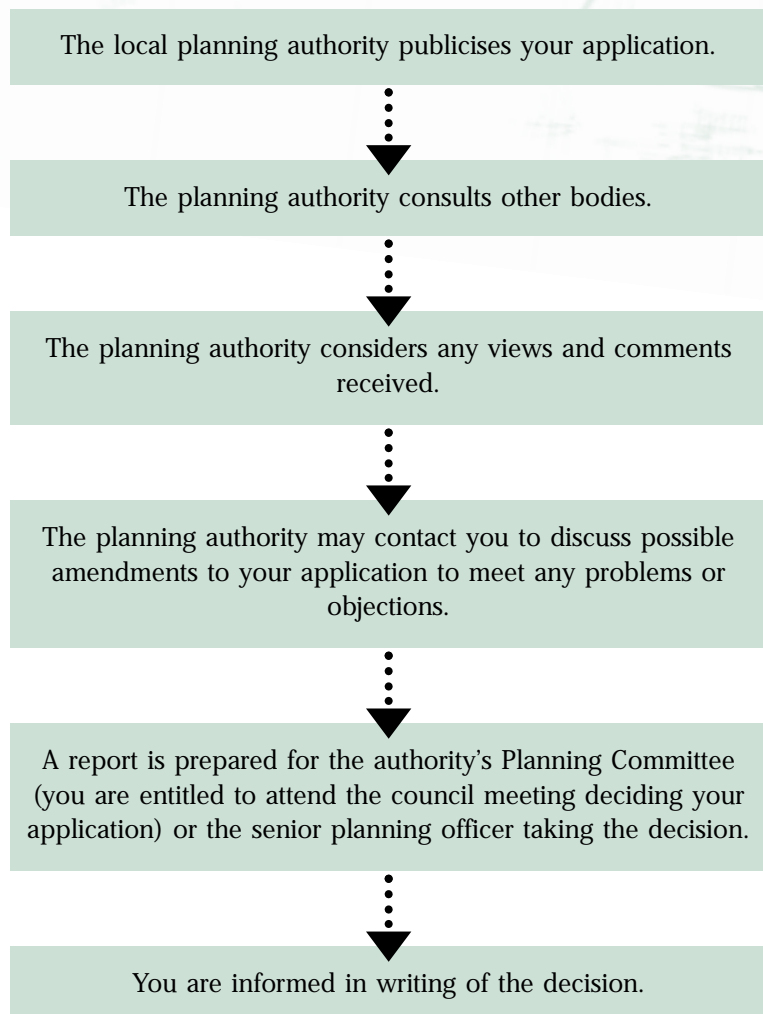 The local planning authority publicises your application.
The planning authority consults other bodies.
The planning authority considers any views and comments
received.
The planning authority may contact you to discuss possible
amendments to your application to meet any problems or
objections.
A report is prepared for the authority's Planning Committee
(you are entitled to attend the council meeting deciding your
application) or the senior planning officer taking the decision.
You are informed in writing of the decision.